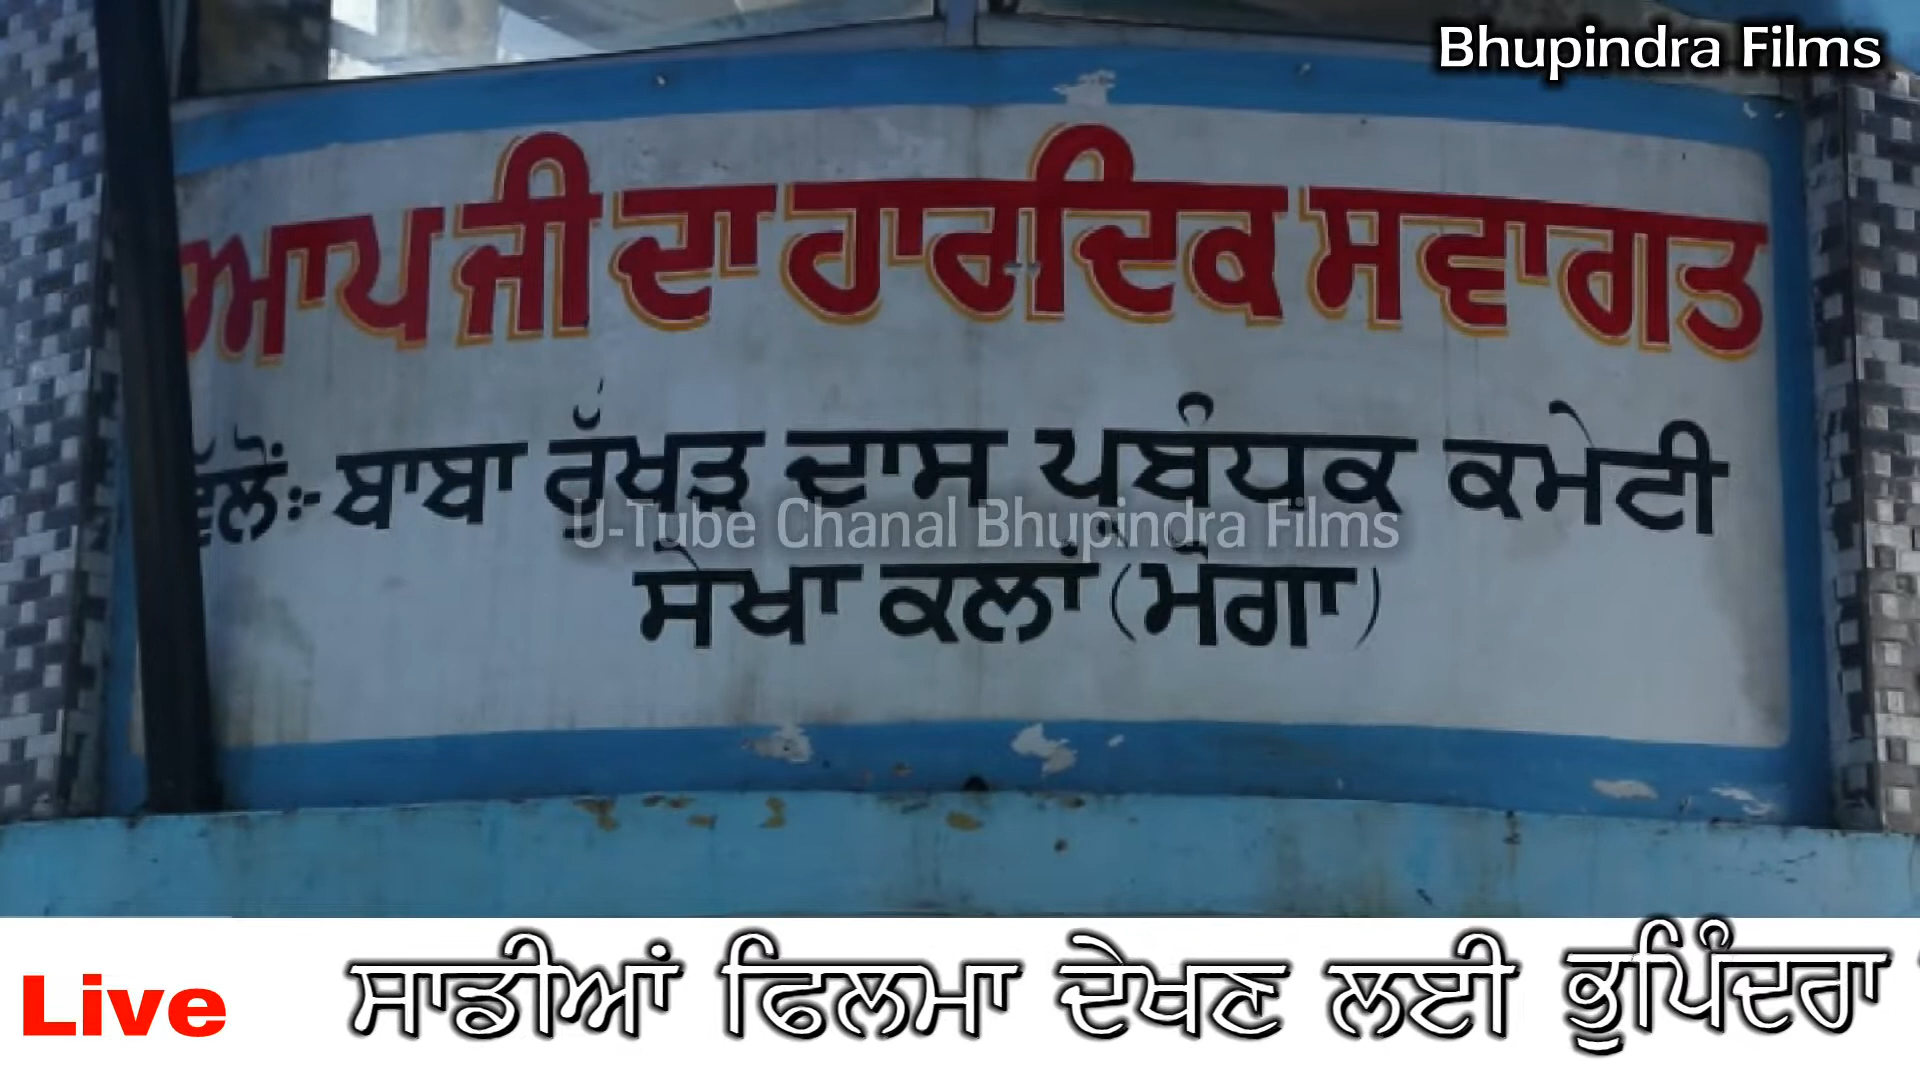 Bhupindra Films
ਆਪ ਜੀ ਦਾ ਹਾਰਦਿਕ ਸਵਾਗਤ
ਵੱਲੋਂ:- ਬਾਬਾ ਰੁੱਖੜ ਦਾਸ ਪ੍ਰਬੰਧਕ ਕਮੇਟੀ
U-Tube Chanal Bhupindra Films
ਸੇਖਾ ਕਲਾਂ (ਮੋਗਾ)
Live ਸਾਡੀਆਂ ਫਿਲਮਾ ਦੇਖਣ ਲਈ ਭੁਪਿੰਦਰਾ